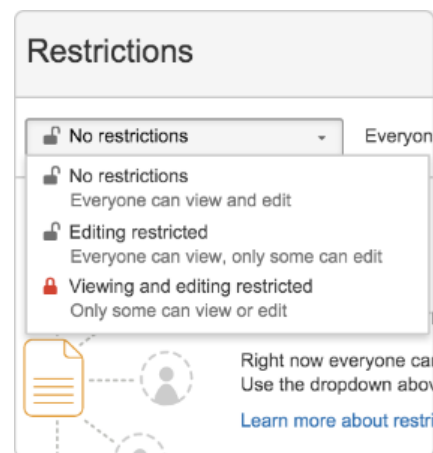 Restrictions
No restrictions
Everyon
No restrictions
Everyone can view and edit
Editing restricted
Everyone can view, only some can edit
Viewing and editing restricted
Only some can view or edit
Right now everyone ca
Use the dropdown abov
Learn more about restri